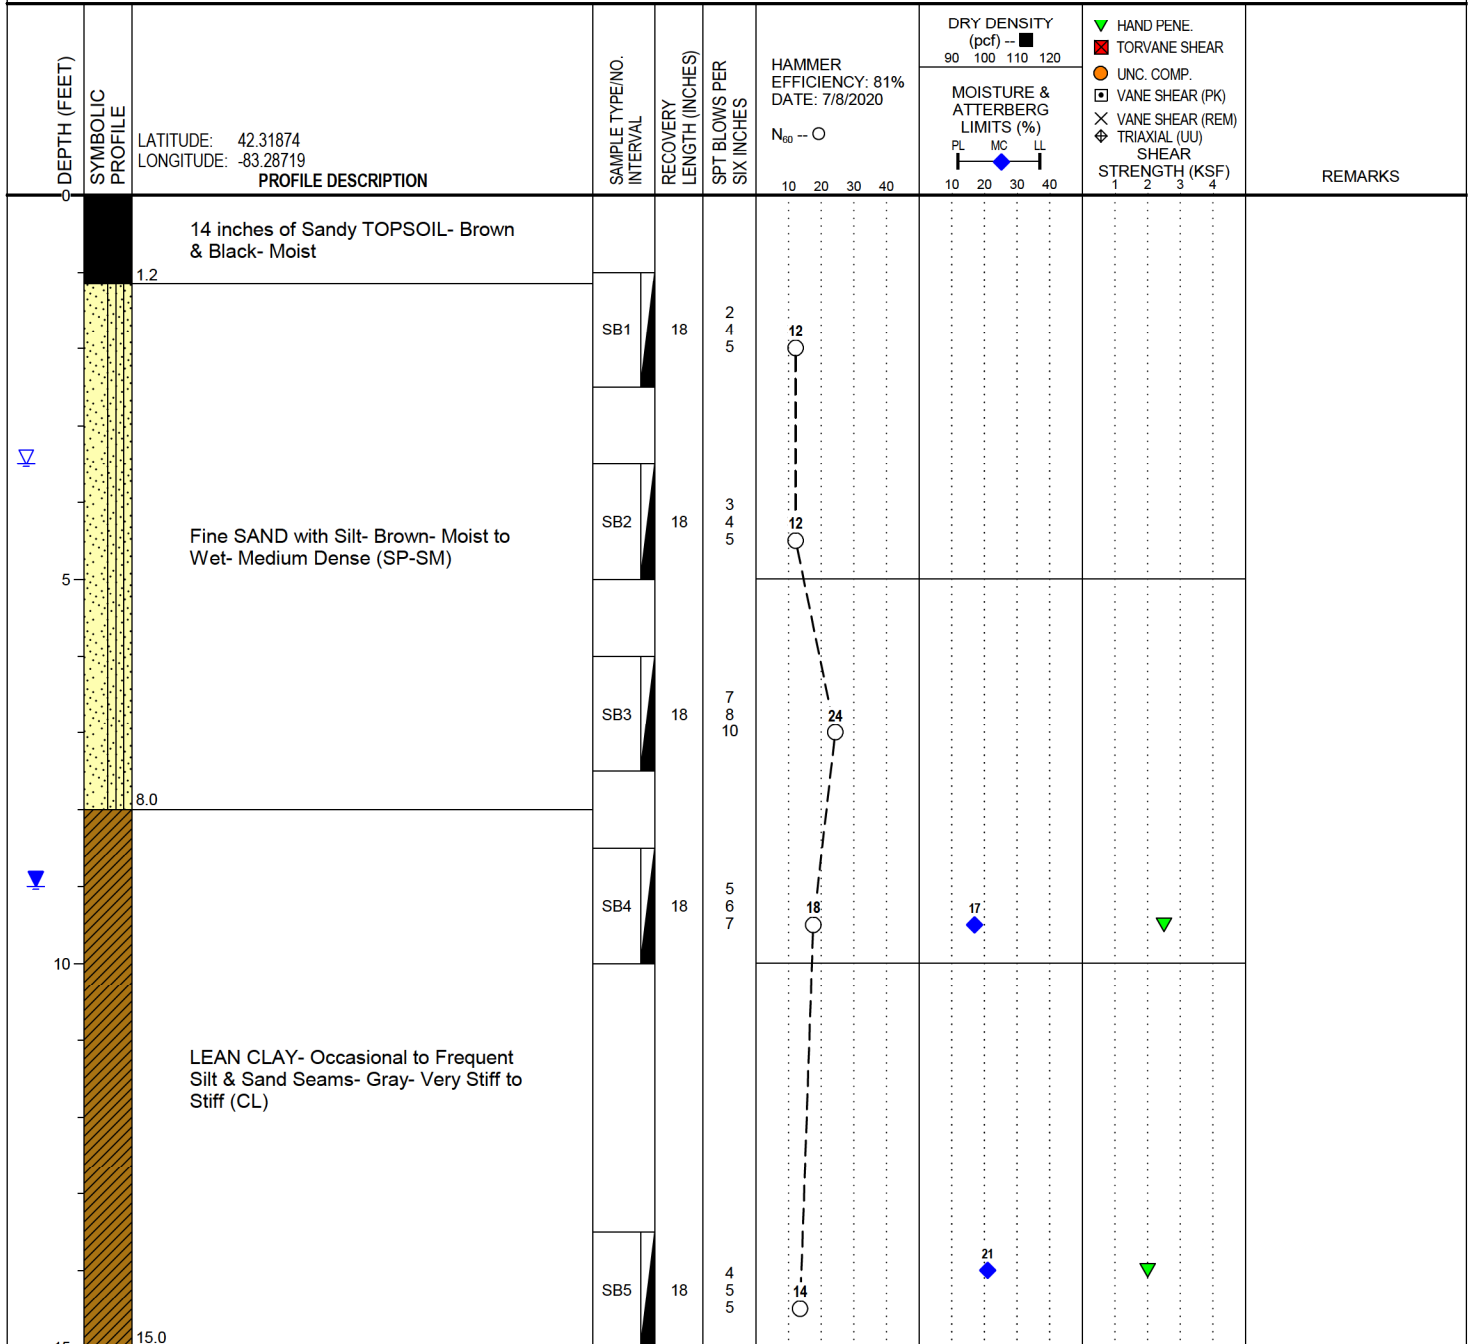 DEPTH (FEET)
SYMBOLIC
PROFILE
LATITUDE: 42.31874
LONGITUDE: -83.28719
PROFILE DESCRIPTION
SAMPLE TYPE/NO.
INTERVAL
RECOVERY
LENGTH (INCHES)
SPT BLOWS PER
SIX INCHES
HAMMER
EFFICIENCY: 81%
DATE: 7/8/2020
N60 -- 
10 20 30 40
DRY DENSITY
(pcf) -- 
90 100 110 120
MOISTURE &
ATTERBERG
LIMITS (%)
PL MC LL
10 20 30 40
HAND PENE.
TORVANE SHEAR
UNC. COMP.
VANE SHEAR (PK)
VANE SHEAR (REM)
TRIAXIAL (UU)
SHEAR
STRENGTH (KSF)
1 2 3 4
REMARKS
0
14 inches of Sandy TOPSOIL- Brown
& Black- Moist
1.2
SB1
18
2
4
5
12
Fine SAND with Silt- Brown- Moist to
Wet- Medium Dense (SP-SM)
SB2
18
3
4
5
12
5
SB3
18
7
8
10
24
8.0
SB4
18
5
6
7
18
17
10
LEAN CLAY- Occasional to Frequent
Silt & Sand Seams- Gray- Very Stiff to
Stiff (CL)
SB5
18
4
5
5
14
21
15.0